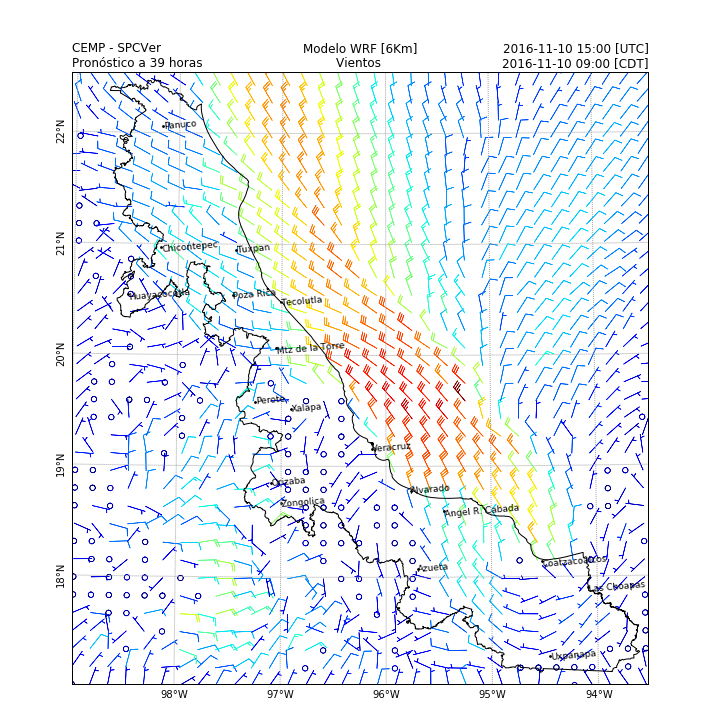 CEMP - SPCVer Modelo WRF [6Km] 2016-11-10 15:00 [UTC]
Pronóstico a 39 horas Vientos 2016-11-10 09:00 [CDT]
22°N
Panuco
21°N
Chicontepec
Tuxpan
Huayacocotla
Poza Rica
Tecolutla
20°N
Mtz de la Torre
Perote
Xalapa
Veracruz
19°N
Orizaba
Alvarado
Zongolica
Angel R. Cabada
Coatzacoalcos
18°N
Azueta
Las Choapas
Uxpanapa
98°W 97°W 96°W 95°W 94°W